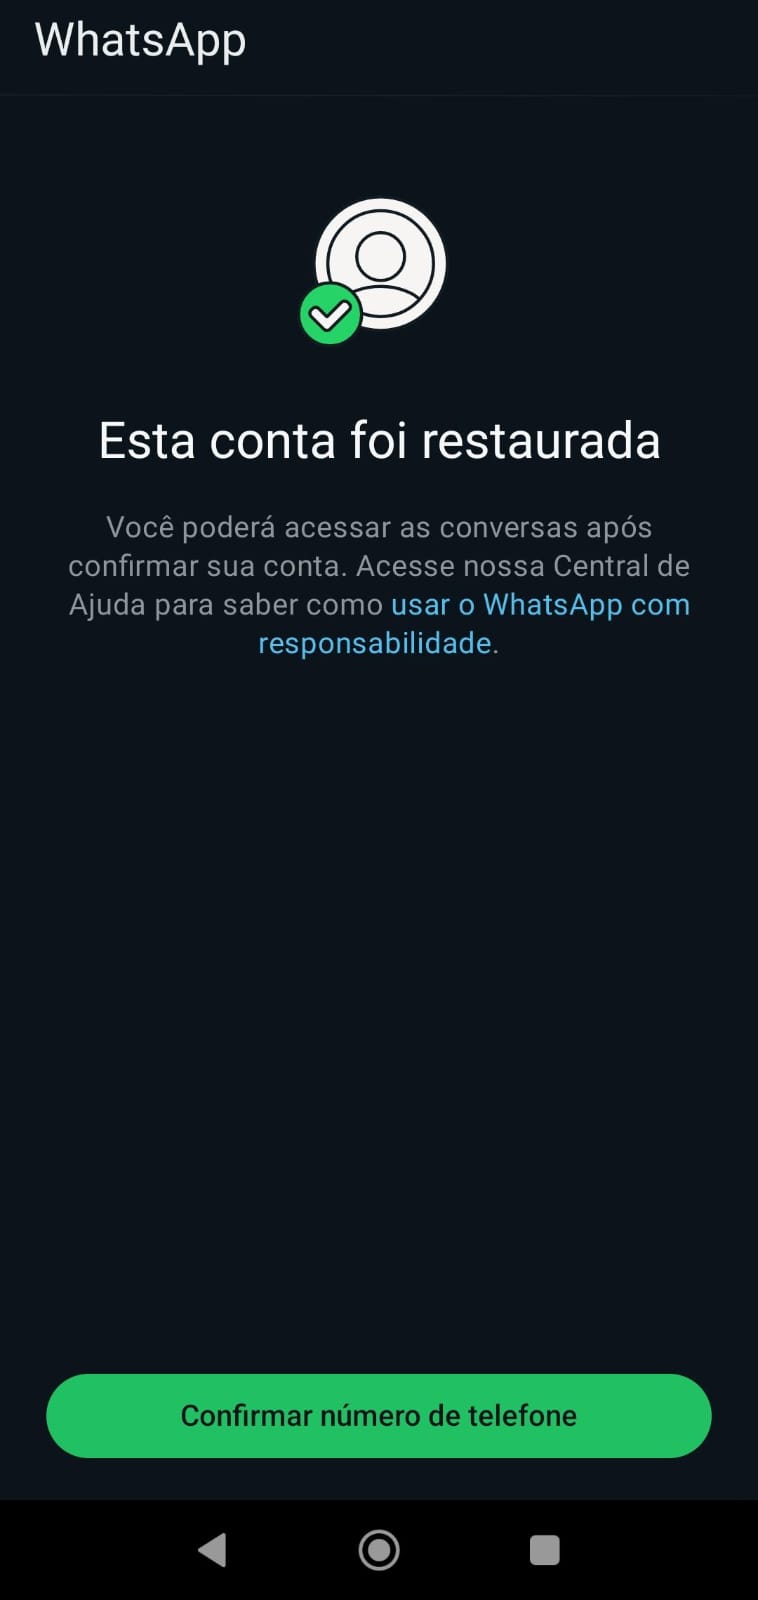 WhatsApp
Esta conta foi restaurada
Você poderá acessar as conversas após
confirmar sua conta. Acesse nossa Central de
Ajuda para saber como usar o WhatsApp com
responsabilidade.
Confirmar número de telefone